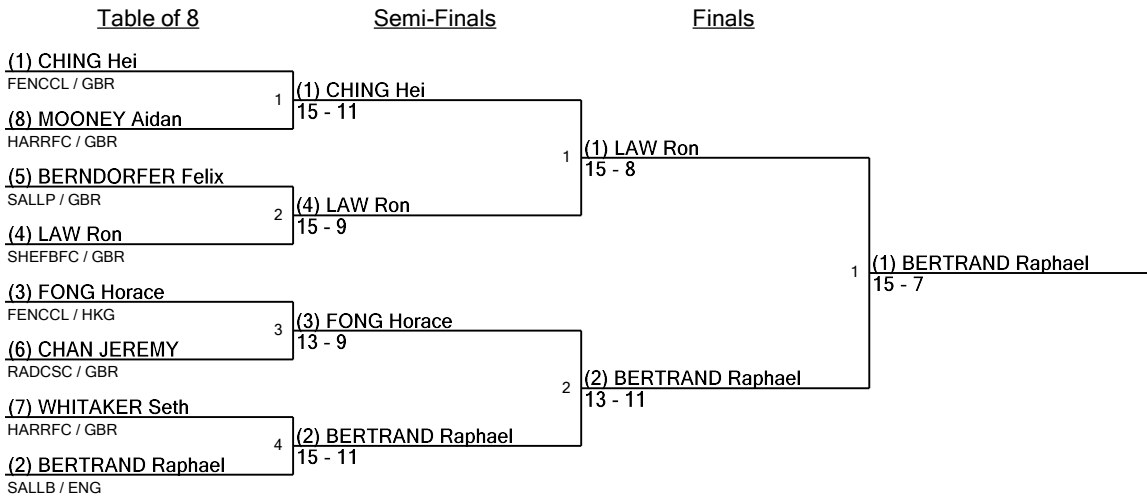 Table of 8
Semi-Finals
Finals
(1) CHING Hei
FENCCL / GBR
1
(8) MOONEY Aidan
HARRFC / GBR
(5) BERNDORFER Felix
SALLP / GBR
2
(4) LAW Ron
SHEFBFC / GBR
(3) FONG Horace
FENCCL / HKG
3
(6) CHAN JEREMY
RADCSC / GBR
(7) WHITAKER Seth
HARRFC / GBR
4
(2) BERTRAND Raphael
SALLB / ENG
(1) CHING Hei
15 - 11
1
(4) LAW Ron
15 - 9
(3) FONG Horace
13 - 9
2
(2) BERTRAND Raphael
15 - 11
(1) LAW Ron
15 - 8
1
(2) BERTRAND Raphael
13 - 11
(1) BERTRAND Raphael
15 - 7